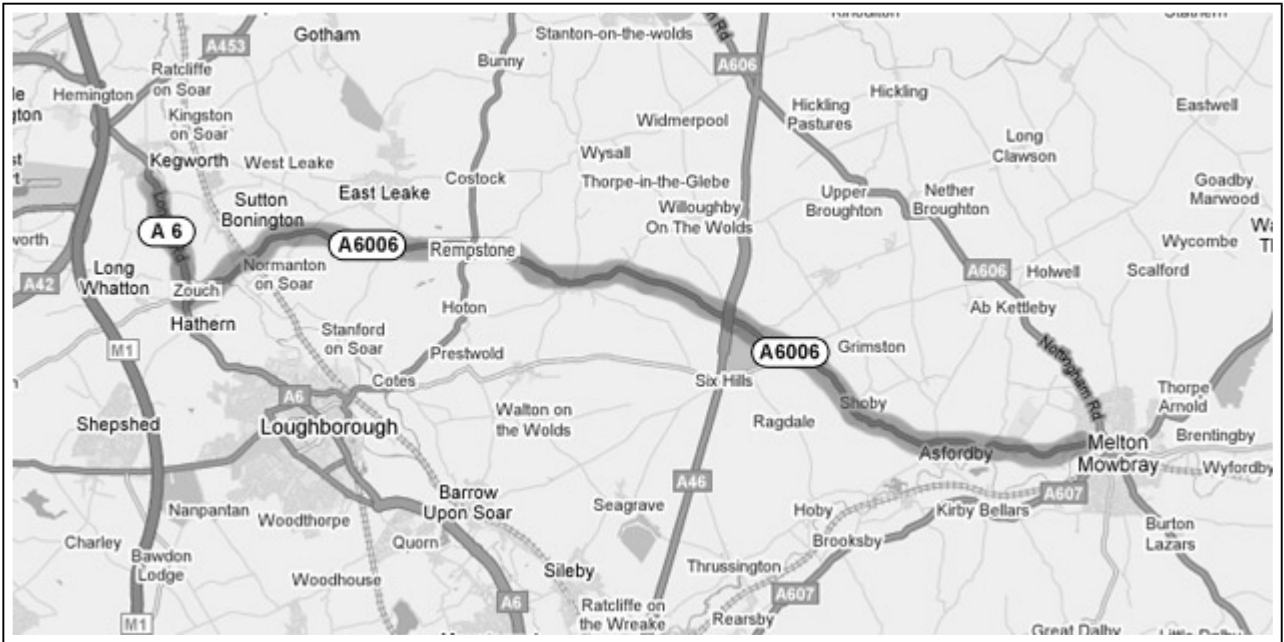 Gotham
Stanton-on-the-wolds
A453
Bunny
A606
Ratcliffe
on Soar
Hemington
Hickling
Hickling
Pastures
Eastwell
Kingston
on Soar
Widmerpool
Long
Clawson
Kegworth
West Leake
Wysall
Costock
Thorpe-in-the-Glebe
Goadby
Marwood
Sutton
Bonington
East Leake
Upper
Broughton
Nether
Broughton
Willoughby
On The Wolds
A 6
A6006
Rempstone
Wycombe
Long
Whatton
Normanton
on Soar
A606
Holwell
Scalford
A42
Zouch
Ab Kettleby
Hathern
Hoton
Stanford
on Soar
M1
Prestwold
A6006
Grimston
Nottingham Rd
Cotes
Six Hills
Thorpe
Arnold
A6
Shoby
Walton on
the Wolds
Ragdale
Shepshed
Loughborough
Asfordby
Melton
Mowbray
Brentingby
Wyfordby
A46
Barrow
Upon Soar
Seagrave
A607
Nanpantan
Woodthorpe
Hoby
Kirby Bellars
Burton
Lazars
Charley
Quorn
Brooksby
Bawdon
Lodge
Sileby
Thrussington
Woodhouse
A607
A6
Ratcliffe on
the Wreake
Rearsby
M1
Great Dalby